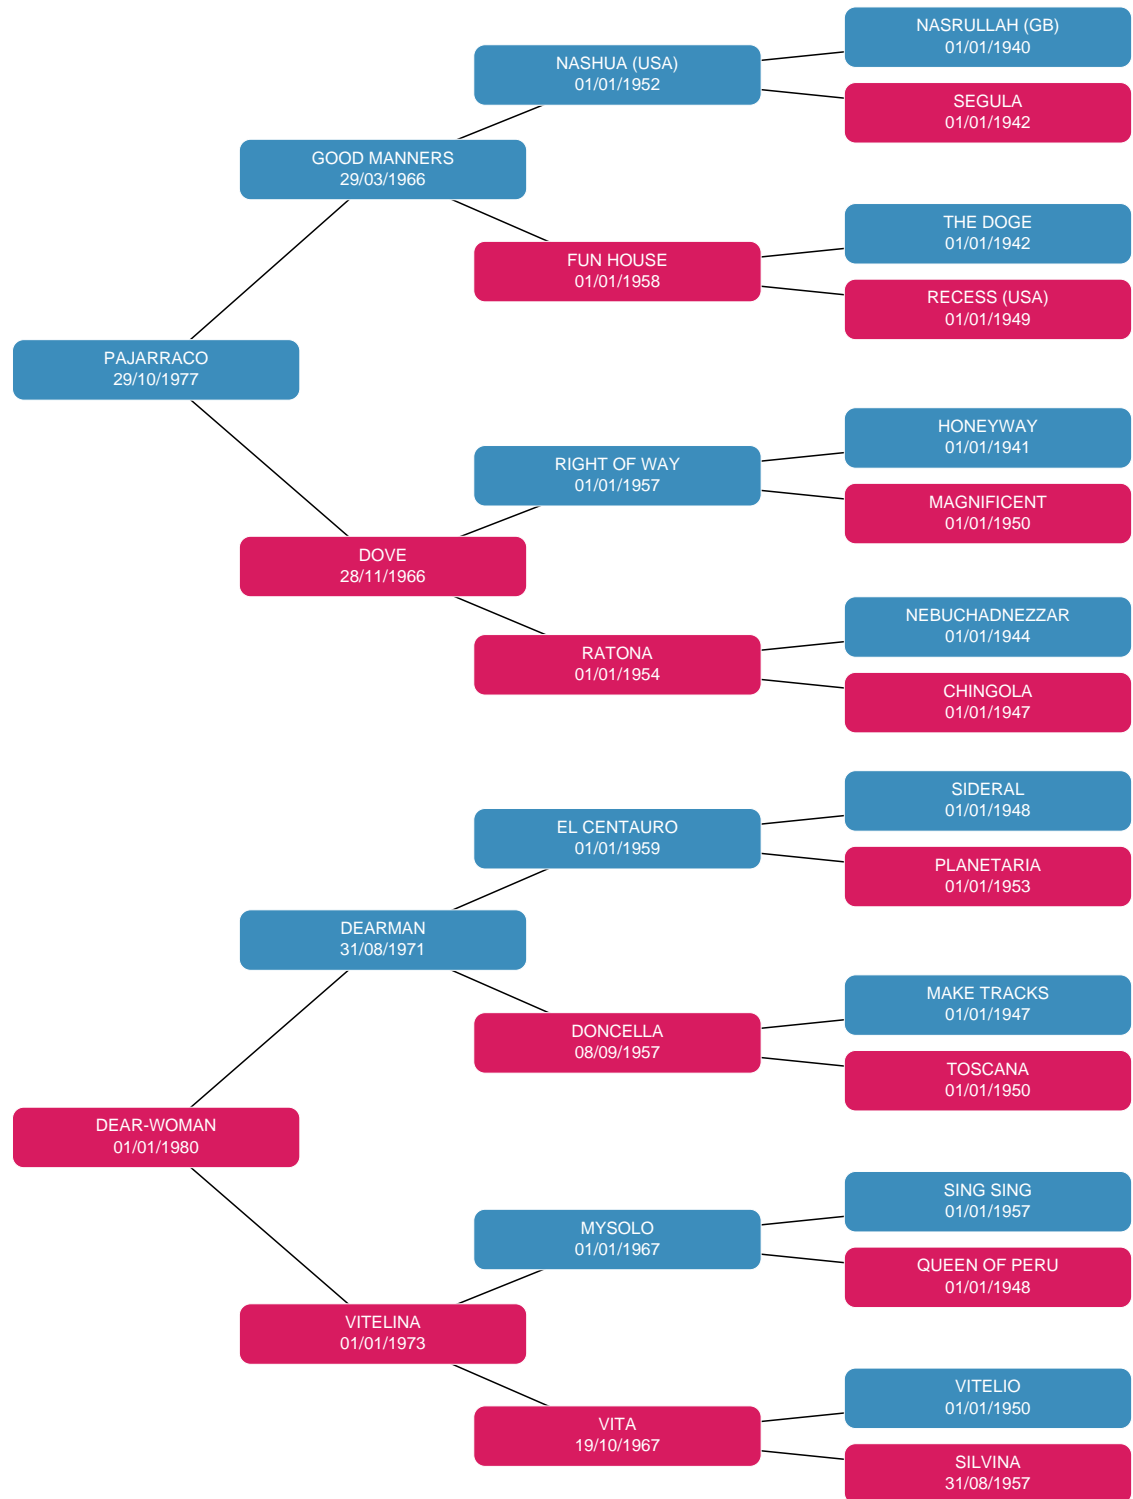 NASRULLAH (GB)
01/01/1940
NASHUA (USA)
01/01/1952
SEGULA
01/01/1942
GOOD MANNERS
29/03/1966
THE DOGE
01/01/1942
FUN HOUSE
01/01/1958
RECESS (USA)
01/01/1949
PAJARRACO
29/10/1977
HONEYWAY
01/01/1941
RIGHT OF WAY
01/01/1957
MAGNIFICENT
01/01/1950
DOVE
28/11/1966
NEBUCHADNEZZAR
01/01/1944
RATONA
01/01/1954
CHINGOLA
01/01/1947
SIDERAL
01/01/1948
EL CENTAURO
01/01/1959
PLANETARIA
01/01/1953
DEARMAN
31/08/1971
MAKE TRACKS
01/01/1947
DONCELLA
08/09/1957
TOSCANA
01/01/1950
DEAR-WOMAN
01/01/1980
SING SING
01/01/1957
MYSOLO
01/01/1967
QUEEN OF PERU
01/01/1948
VITELINA
01/01/1973
VITELIO
01/01/1950
VITA
19/10/1967
SILVINA
31/08/1957